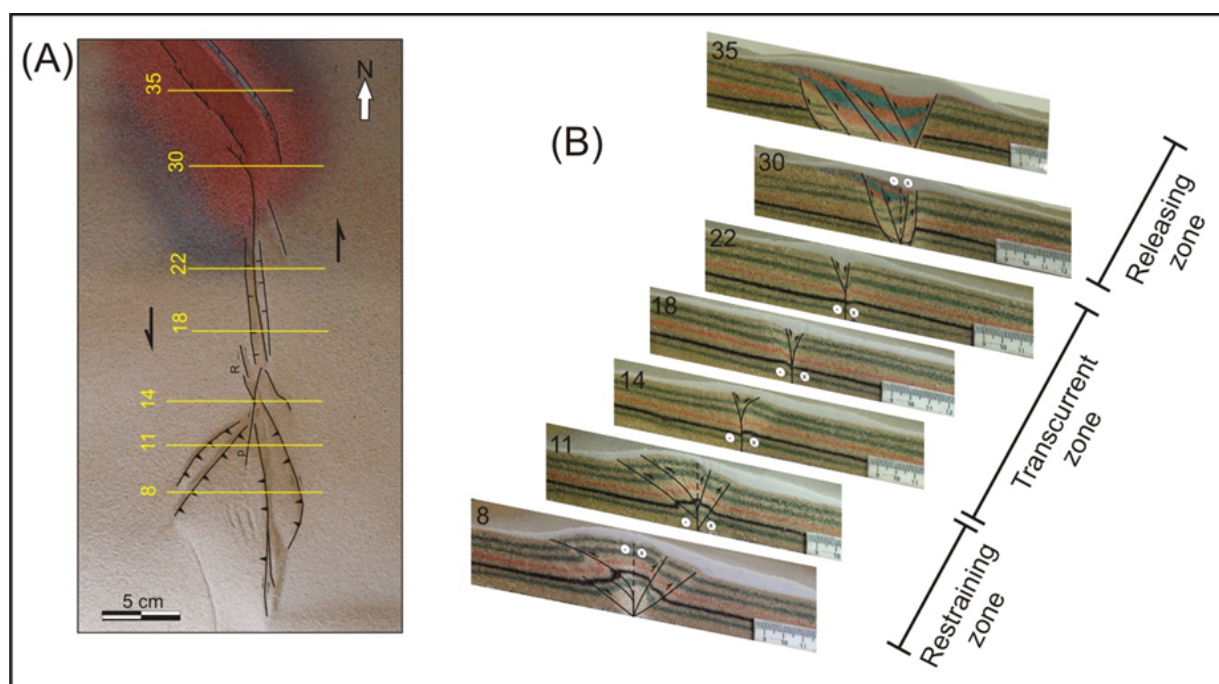 (A)
N
35
30
22
18
R
14
11
P
8
5 cm
(B)
35
30
22
18
14
11
8
Releasing
zone
Transcurrent
zone
Restraining
zone